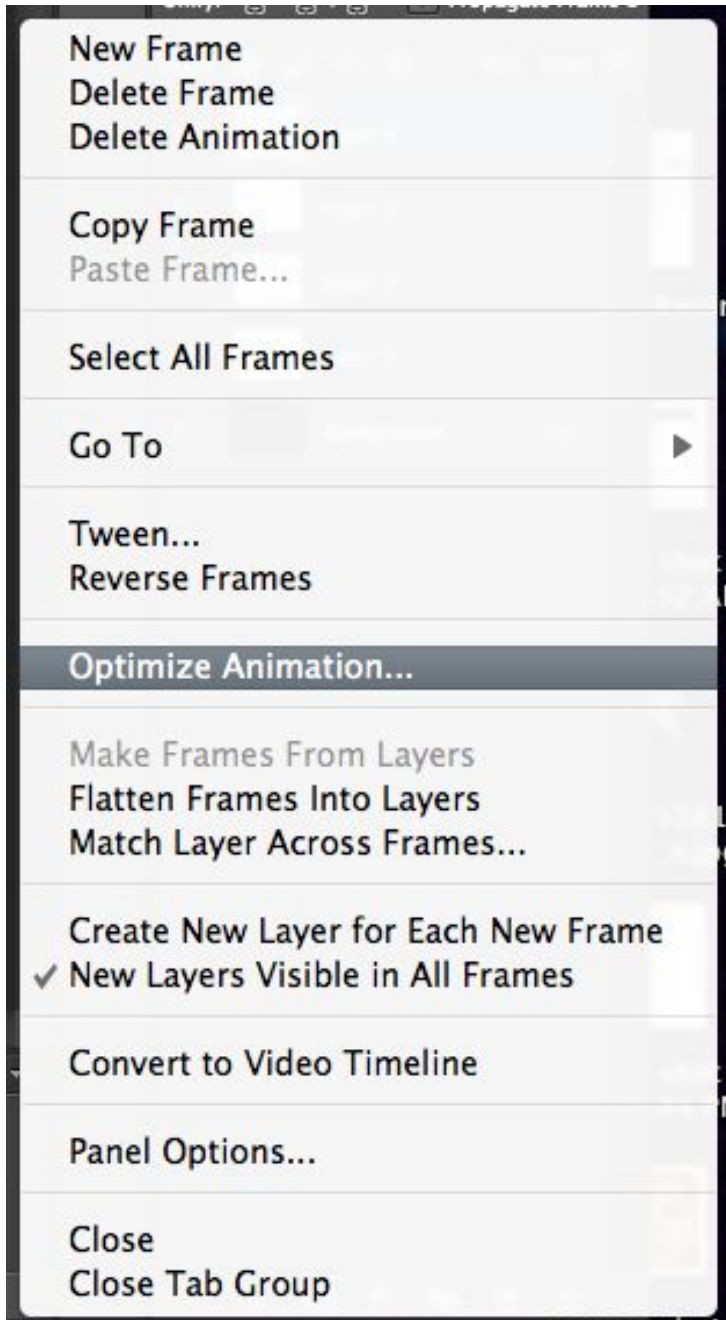 New Frame
Delete Frame
Delete Animation
Copy Frame
Paste Frame...
Select All Frames
Go To
Tween...
Reverse Frames
Optimize Animation...
Make Frames From Layers
Flatten Frames Into Layers
Match Layer Across Frames...
Create New Layer for Each New Frame
New Layers Visible in All Frames
Convert to Video Timeline
Panel Options...
Close
Close Tab Group